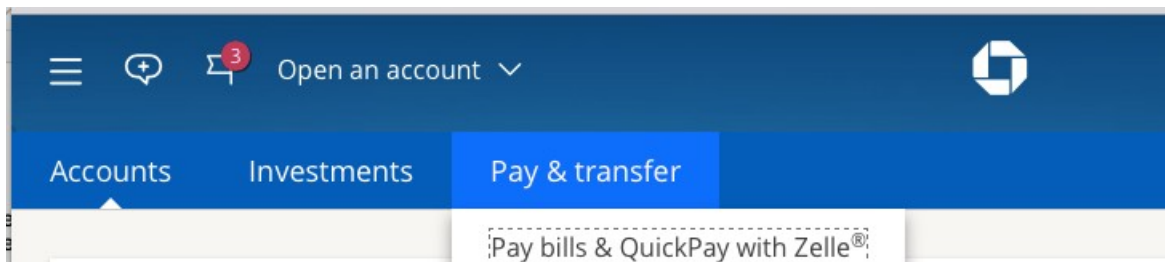 3
Open an account
Accounts Investments Pay & transfer
Pay bills & QuickPay with Zelle®